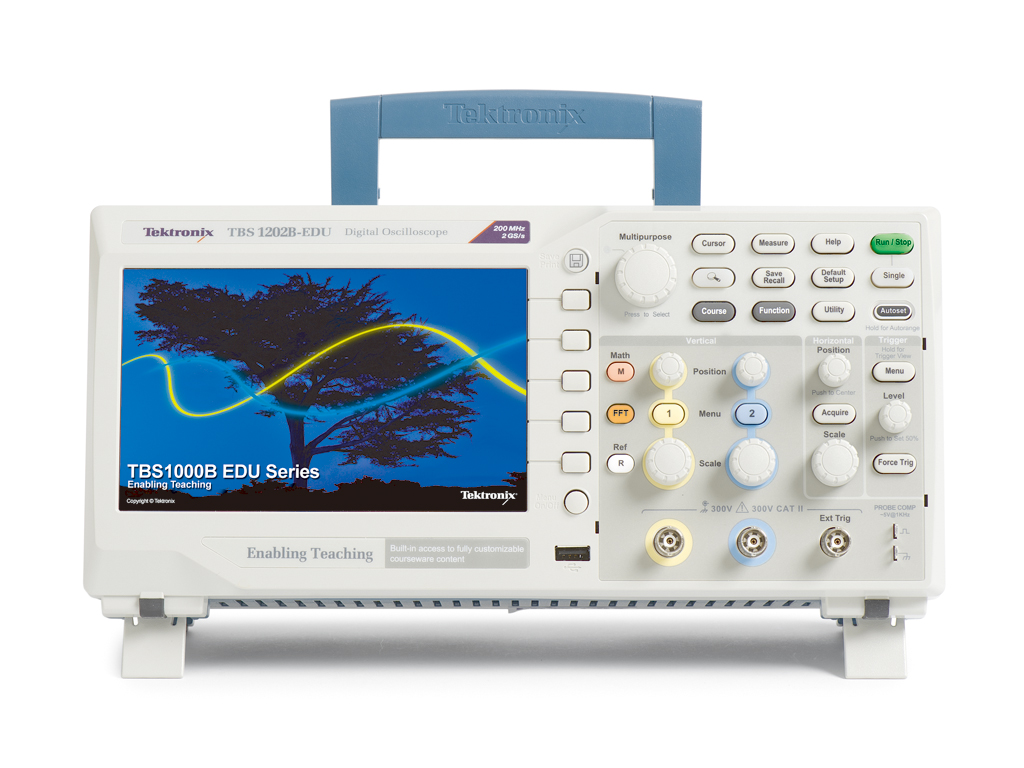 Tektronix
Tektronix TBS 1202B-EDU Digital Oscilloscope
200 MHz
2 GS/s
Multipurpose
Press to Select
Cursor
Measure
Help
Run / Stop
Save
Recall
Default
Setup
Single
Course
Function
Utility
Autoset
Hold for Autorange
Vertical
Horizontal
Trigger
Hold for
Trigger View
Math
M
Position
Position
Push to Center
Menu
FFT
1
Menu
2
Acquire
Level
Push to Set 50%
Ref
R
Scale
Scale
Force Trig
TBS1000B EDU Series
Enabling Teaching
Copyright © Tektronix
Tektronix
300V
300V CAT II
Ext Trig
PROBE COMP
~5V@1KHz
Enabling Teaching
Built-in access to fully customizable
courseware content